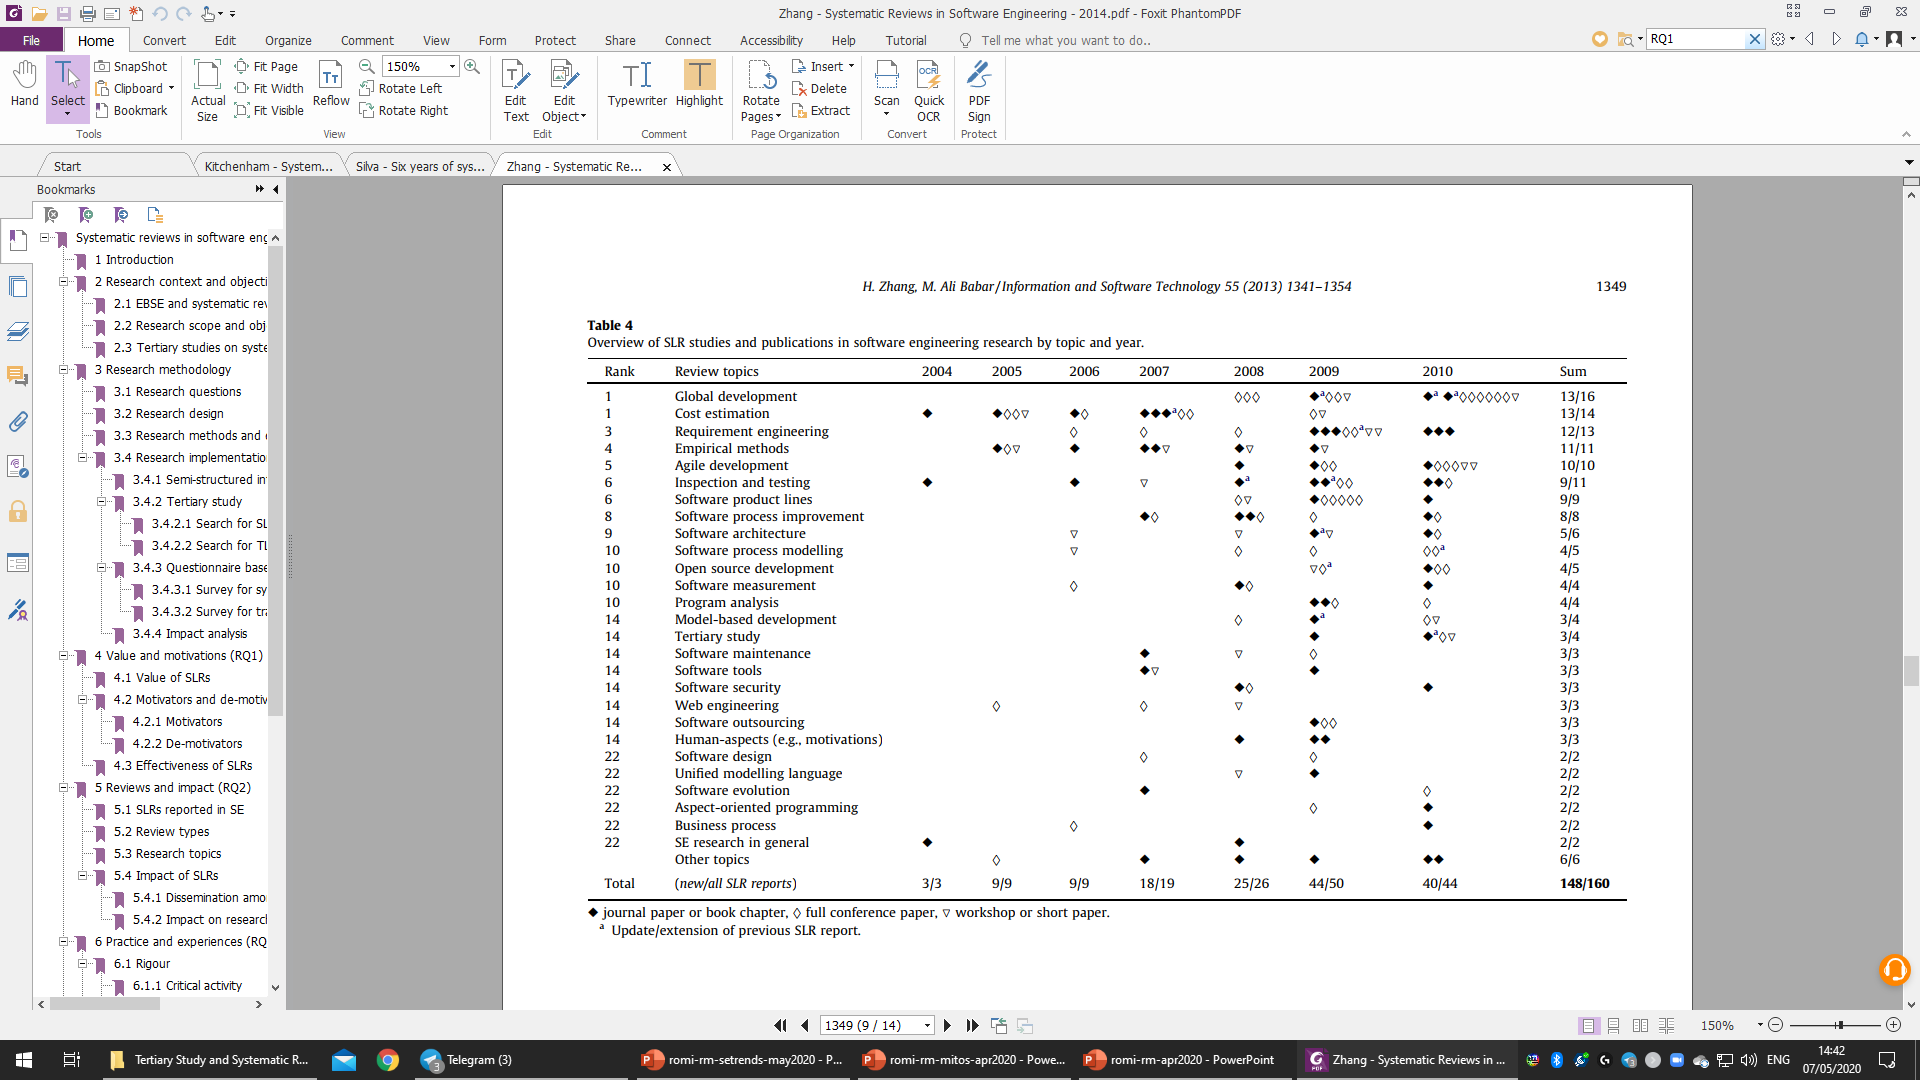 Zhang - Systematic Reviews in Software Engineering - 2014.pdf - Foxit PhantomPDF
File Home Convert Edit Organize Comment View Form Protect Share Connect Accessibility Help Tutorial Tell me what you want to do.. RQ1
Hand
Select
SnapShot
Clipboard
Bookmark
Tools
Actual Size
Fit Page
Fit Width
Fit Visible
Reflow
150%
Rotate Left
Rotate Right
View
Edit Text
Edit Object
Edit
Typewriter
Highlight
Comment
Rotate Pages
Insert
Delete
Extract
Page Organization
Scan
Quick OCR
Convert
PDF Sign
Protect
Start
Kitchenham - System...
Silva - Six years of sys...
Zhang - Systematic Re...
Bookmarks
Systematic reviews in software eng
1 Introduction
2 Research context and objecti
2.1 EBSE and systematic rev
2.2 Research scope and obj
2.3 Tertiary studies on syste
3 Research methodology
3.1 Research questions
3.2 Research design
3.3 Research methods and
3.4 Research implementatio
3.4.1 Semi-structured in
3.4.2 Tertiary study
3.4.2.1 Search for SL
3.4.2.2 Search for TL
3.4.3 Questionnaire base
3.4.3.1 Survey for sy
3.4.3.2 Survey for tra
3.4.4 Impact analysis
4 Value and motivations (RQ1)
4.1 Value of SLRs
4.2 Motivators and de-motiv
4.2.1 Motivators
4.2.2 De-motivators
4.3 Effectiveness of SLRs
5 Reviews and impact (RQ2)
5.1 SLRs reported in SE
5.2 Review types
5.3 Research topics
5.4 Impact of SLRs
5.4.1 Dissemination amo
5.4.2 Impact on research
6 Practice and experiences (RQ
6.1 Rigour
6.1.1 Critical activity
H. Zhang, M. Ali Babar / Information and Software Technology 55 (2013) 1341–1354 1349
Table 4
Overview of SLR studies and publications in software engineering research by topic and year.
Rank Review topics 2004 2005 2006 2007 2008 2009 2010 Sum
1 Global development ◊◊◊ ◆a◊◊▽ ◆a ◆a◊◊◊◊◊◊▽ 13/16
1 Cost estimation ◆ ◆◊◊▽ ◆◊ ◆◆◆a◊◊ ◊▽ 13/14
3 Requirement engineering ◊ ◊ ◊ ◆◆◆◊◊a▽▽ ◆◆◆ 12/13
4 Empirical methods ◆◊▽ ◆ ◆◆▽ ◆▽ ◆▽ 11/11
5 Agile development ◆ ◆◊◊ ◆◊◊◊▽▽ 10/10
6 Inspection and testing ◆ ◆ ▽ ◆a ◆◆a◊◊ ◆◆◊ 9/11
6 Software product lines ◊▽ ◆◊◊◊◊ ◆ 9/9
8 Software process improvement ◆◊ ◆◆◊ ◊ ◆◊ 8/8
9 Software architecture ▽ ▽ ◆a▽ ◆◊ 5/6
10 Software process modelling ▽ ◊ ◊ ◊◊a 4/5
10 Open source development ▽◊a ◆◊◊ 4/5
10 Software measurement ◊ ◆◊ ◆ 4/4
10 Program analysis ◆◆◊ ◊ 4/4
14 Model-based development ◊ ◆a ◊▽ 3/4
14 Tertiary study ◆ ◆a◊▽ 3/4
14 Software maintenance ◆ ▽ ◊ 3/3
14 Software tools ◆▽ ◆ 3/3
14 Software security ◆◊ ◆ 3/3
14 Web engineering ◊ ◊ ▽ 3/3
14 Software outsourcing ◆◊◊ 3/3
14 Human-aspects (e.g., motivations) ◆ ◆◆ 3/3
22 Software design ◊ ◊ 2/2
22 Unified modelling language ▽ ◆ 2/2
22 Software evolution ◆ ◊ 2/2
22 Aspect-oriented programming ◊ ◆ 2/2
22 Business process ◊ ◆ 2/2
22 SE research in general ◆ ◆ 2/2
Other topics ◊ ◆ ◆ ◆ ◆◆ 6/6
Total (new/all SLR reports) 3/3 9/9 9/9 18/19 25/26 44/50 40/44 148/160
◆ journal paper or book chapter, ◊ full conference paper, ▽ workshop or short paper.
a Update/extension of previous SLR report.
1349 (9 / 14)
150%
Tertiary Study and Systematic R...
Telegram (3)
romi-rm-setrends-may2020 - P...
romi-rm-mitos-apr2020 - Powe...
romi-rm-apr2020 - PowerPoint
Zhang - Systematic Reviews in ...
ENG
14:42
07/05/2020